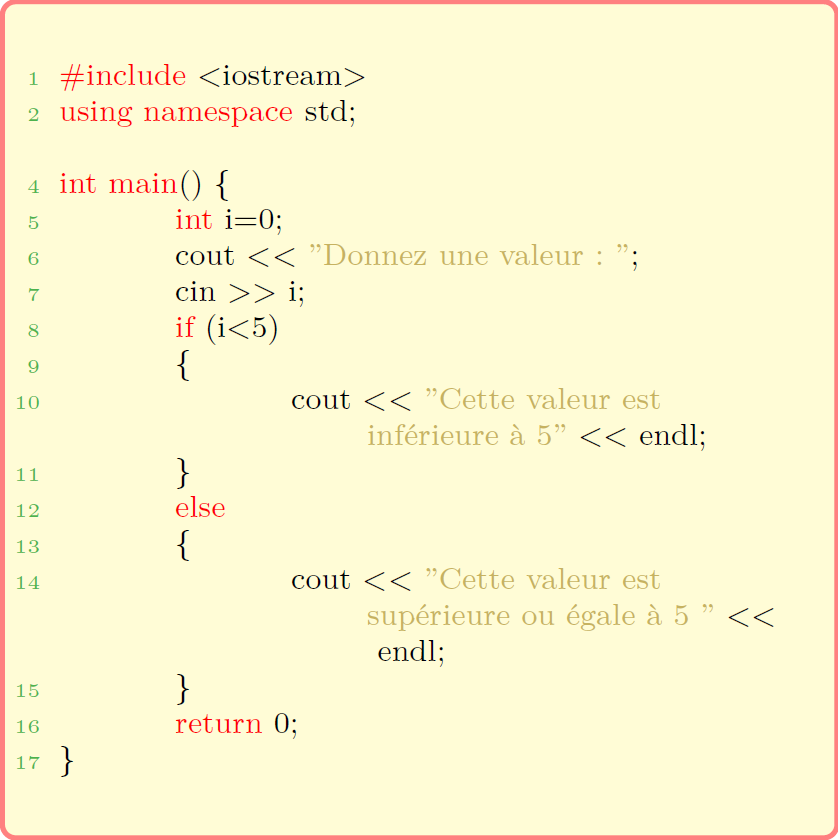 1 #include <iostream>
2 using namespace std;
4 int main() {
5 int i=0;
6 cout << ”Donnez une valeur : ”;
7 cin >> i;
8 if (i<5)
9 {
10 cout << ”Cette valeur est
inférieure à 5” << endl;
11 }
12 else
13 {
14 cout << ”Cette valeur est
supérieure ou égale à 5 ” <<
endl;
15 }
16 return 0;
17 }